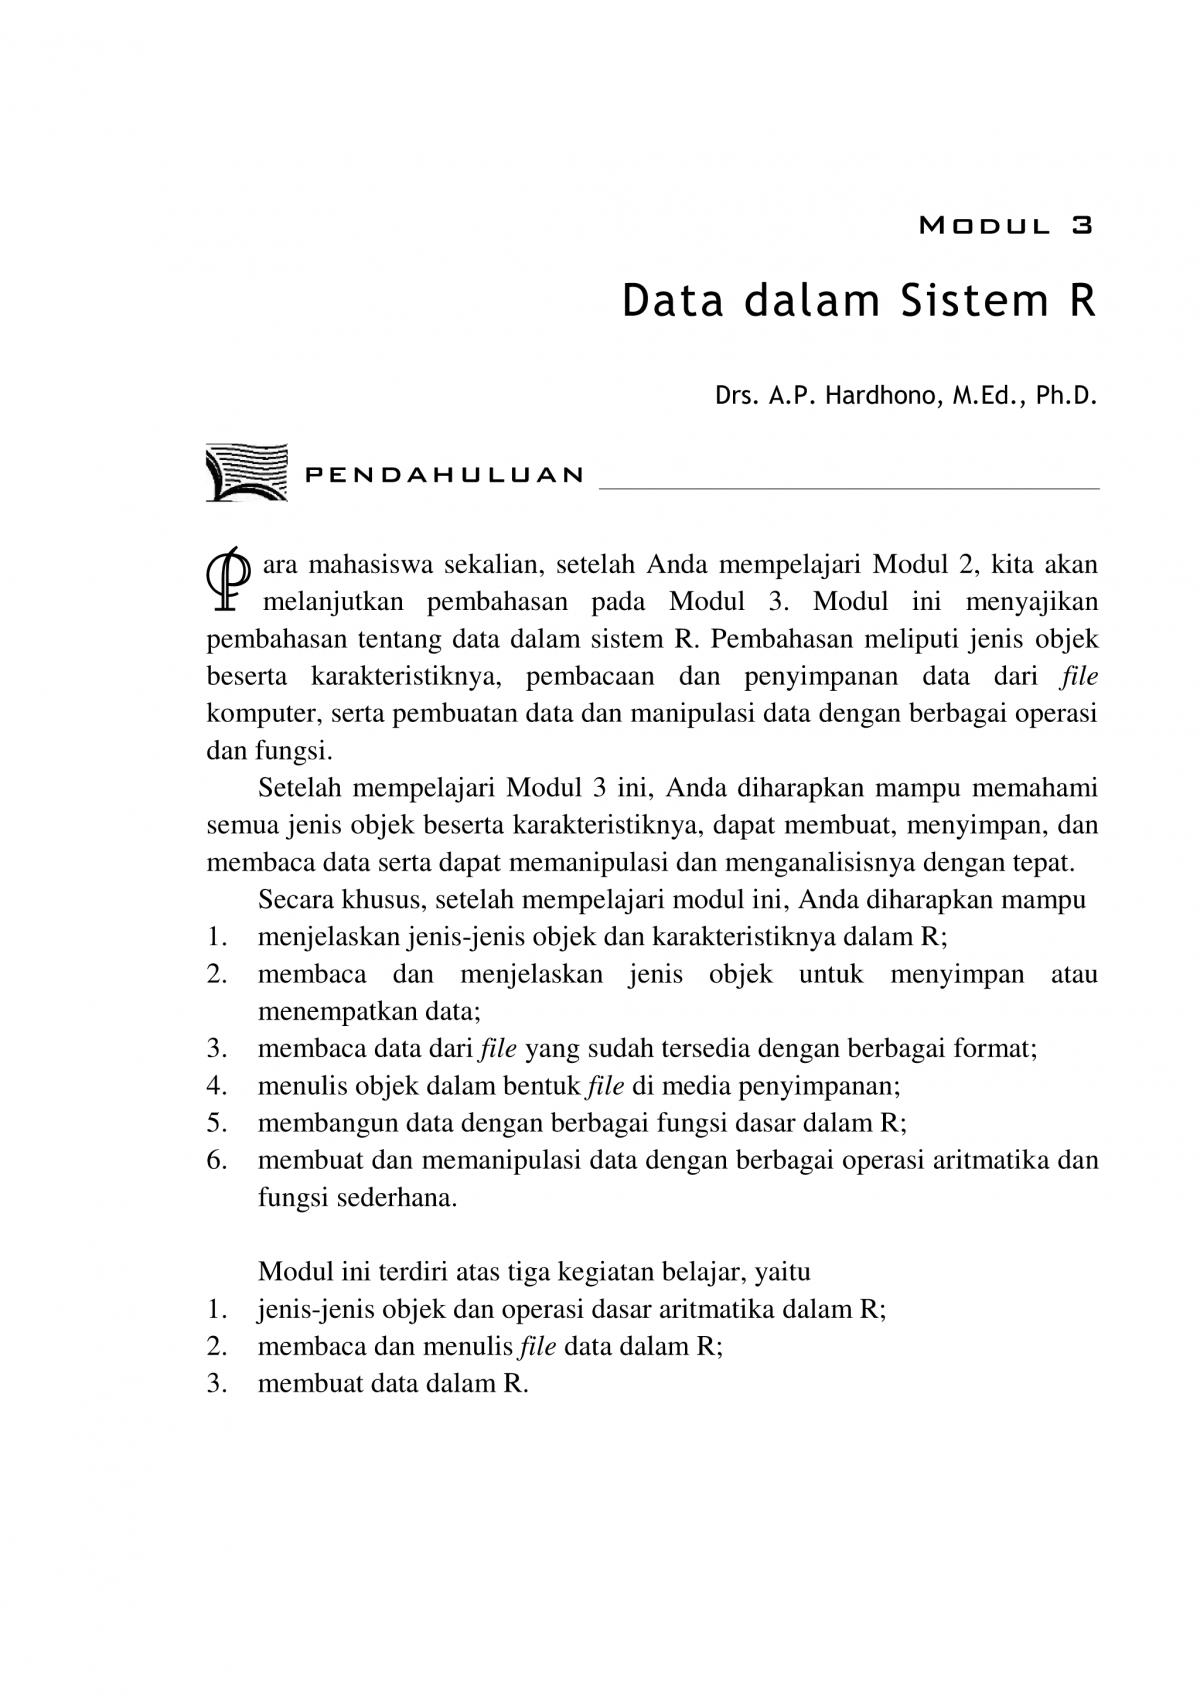 Modul 3
Data dalam Sistem R
Drs. A.P. Hardhono, M.Ed., Ph.D.
PENDAHULUAN
Para mahasiswa sekalian, setelah Anda mempelajari Modul 2, kita akan
melanjutkan pembahasan pada Modul 3. Modul ini menyajikan
pembahasan tentang data dalam sistem R. Pembahasan meliputi jenis objek
beserta karakteristiknya, pembacaan dan penyimpanan data dari file
komputer, serta pembuatan data dan manipulasi data dengan berbagai operasi
dan fungsi.
Setelah mempelajari Modul 3 ini, Anda diharapkan mampu memahami
semua jenis objek beserta karakteristiknya, dapat membuat, menyimpan, dan
membaca data serta dapat memanipulasi dan menganalisisnya dengan tepat.
Secara khusus, setelah mempelajari modul ini, Anda diharapkan mampu
1. menjelaskan jenis-jenis objek dan karakteristiknya dalam R;
2. membaca dan menjelaskan jenis objek untuk menyimpan atau
menempatkan data;
3. membaca data dari file yang sudah tersedia dengan berbagai format;
4. menulis objek dalam bentuk file di media penyimpanan;
5. membangun data dengan berbagai fungsi dasar dalam R;
6. membuat dan memanipulasi data dengan berbagai operasi aritmatika dan
fungsi sederhana.
Modul ini terdiri atas tiga kegiatan belajar, yaitu
1. jenis-jenis objek dan operasi dasar aritmatika dalam R;
2. membaca dan menulis file data dalam R;
3. membuat data dalam R.